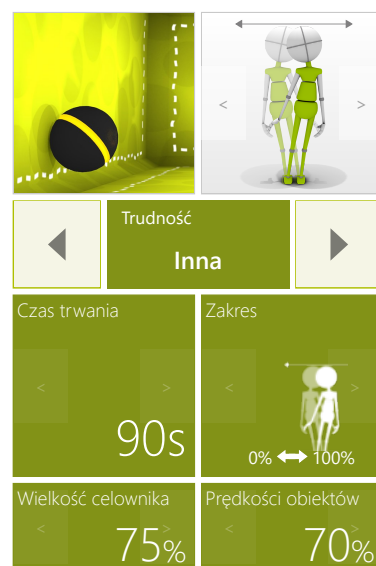 Trudność
Inna
Czas trwania
90s
Zakres
0% 100%
Wielkość celownika
75%
Prędkości obiektów
70%